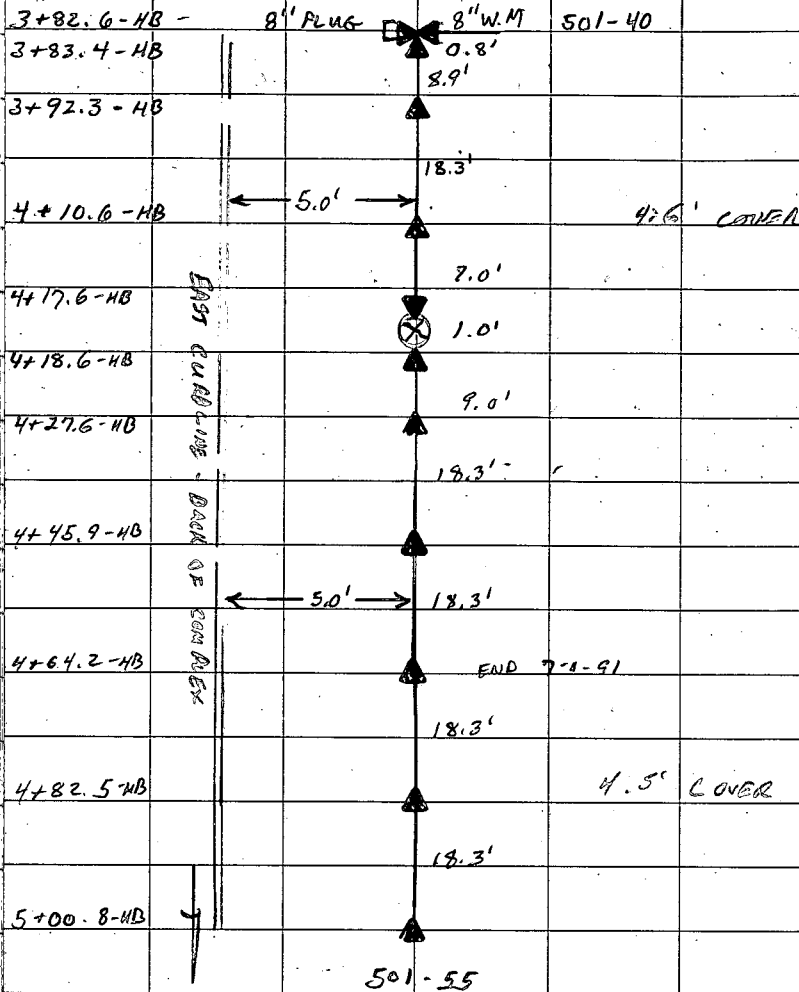 3+82.6-HB - 8" PLUG 8" W.M 501-40
3+83.4-HB 0.8'
8.9'
3+92.3-HB
18.3'
5.0'
4+10.6-HB 4.6' COVER
7.0'
4+17.6-HB
1.0'
4+18.6-HB
9.0'
4+27.6-HB
18.3'
EAST CURBLINE - BACK OF COMPLEX
4+45.9-HB
5.0' 18.3'
4+64.2-HB END 91
18.3'
4+82.5-HB 4.5' COVER
18.3'
5+00.8-HB
501-55